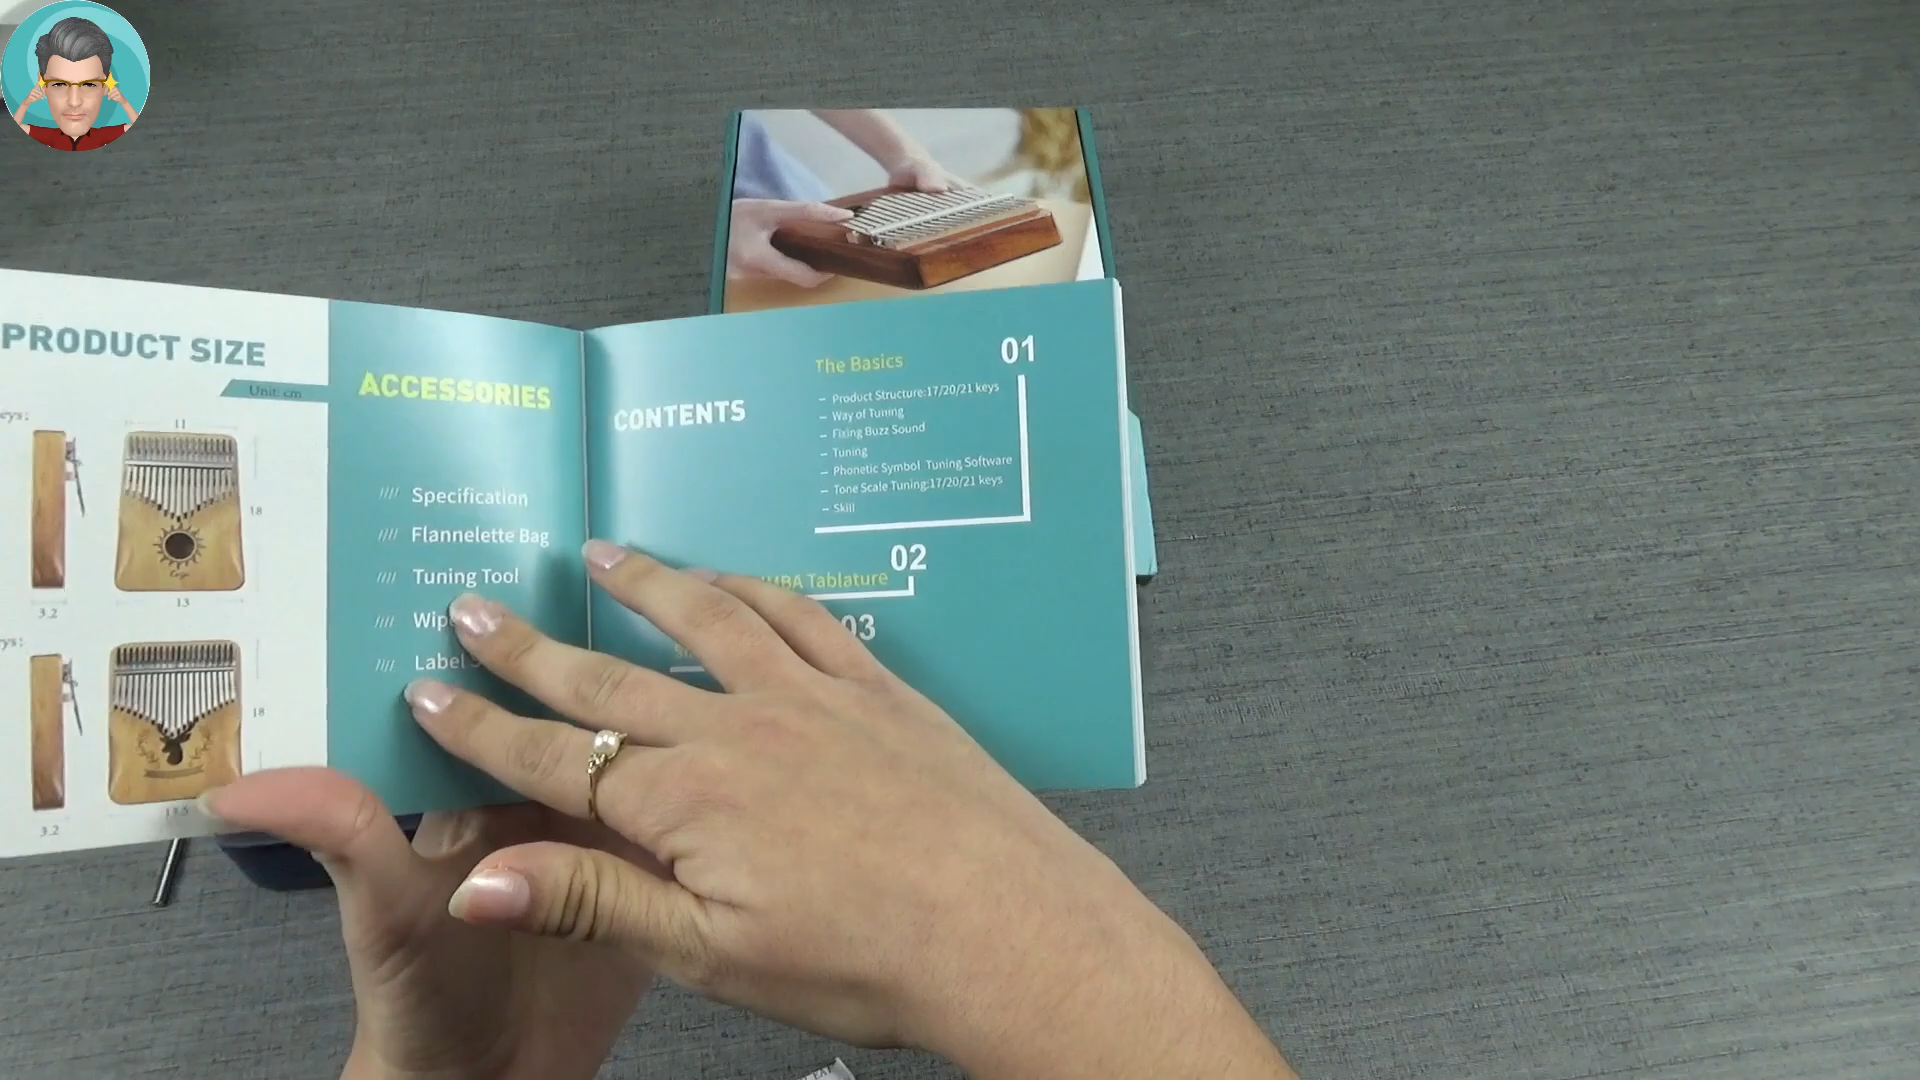 PRODUCT SIZE
Unit: cm
11
18
13
3.2
18
13.5
3.2
ACCESSORIES
//// Specification
//// Flannelette Bag
//// Tuning Tool
////
//// Label
CONTENTS
01
The Basics
– Product Structure:17/20/21 keys
– Way of Tuning
– Fixing Buzz Sound
– Tuning
– Phonetic Symbol Tuning Software
– Tone Scale Tuning:17/20/21 keys
– Skill
02
Tablature
03